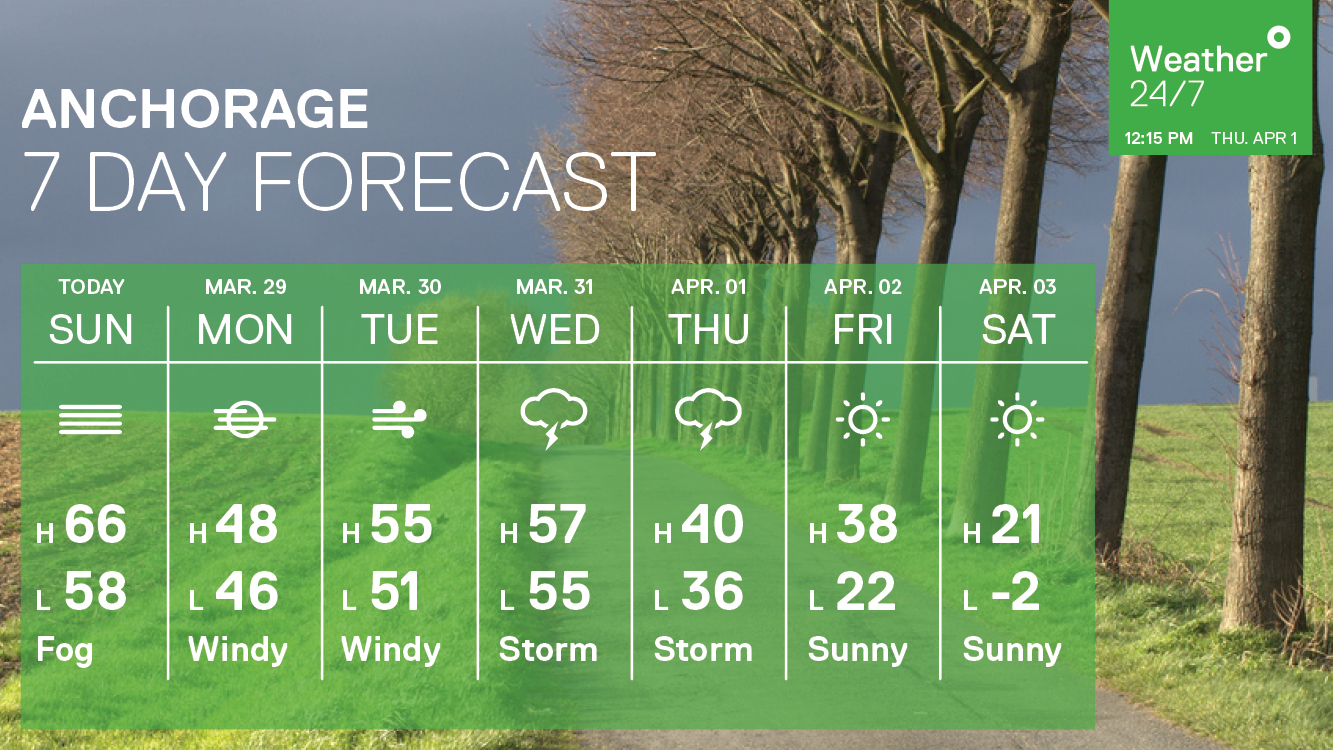 Weather
24/7
12:15 PM THU. APR 1
ANCHORAGE
7 DAY FORECAST
TODAY MAR. 29 MAR. 30 MAR. 31 APR. 01 APR. 02 APR. 03
SUN MON TUE WED THU FRI SAT
H 66 H 48 H 55 H 57 H 40 H 38 H 21
L 58 L 46 L 51 L 55 L 36 L 22 L -2
Fog Windy Windy Storm Storm Sunny Sunny